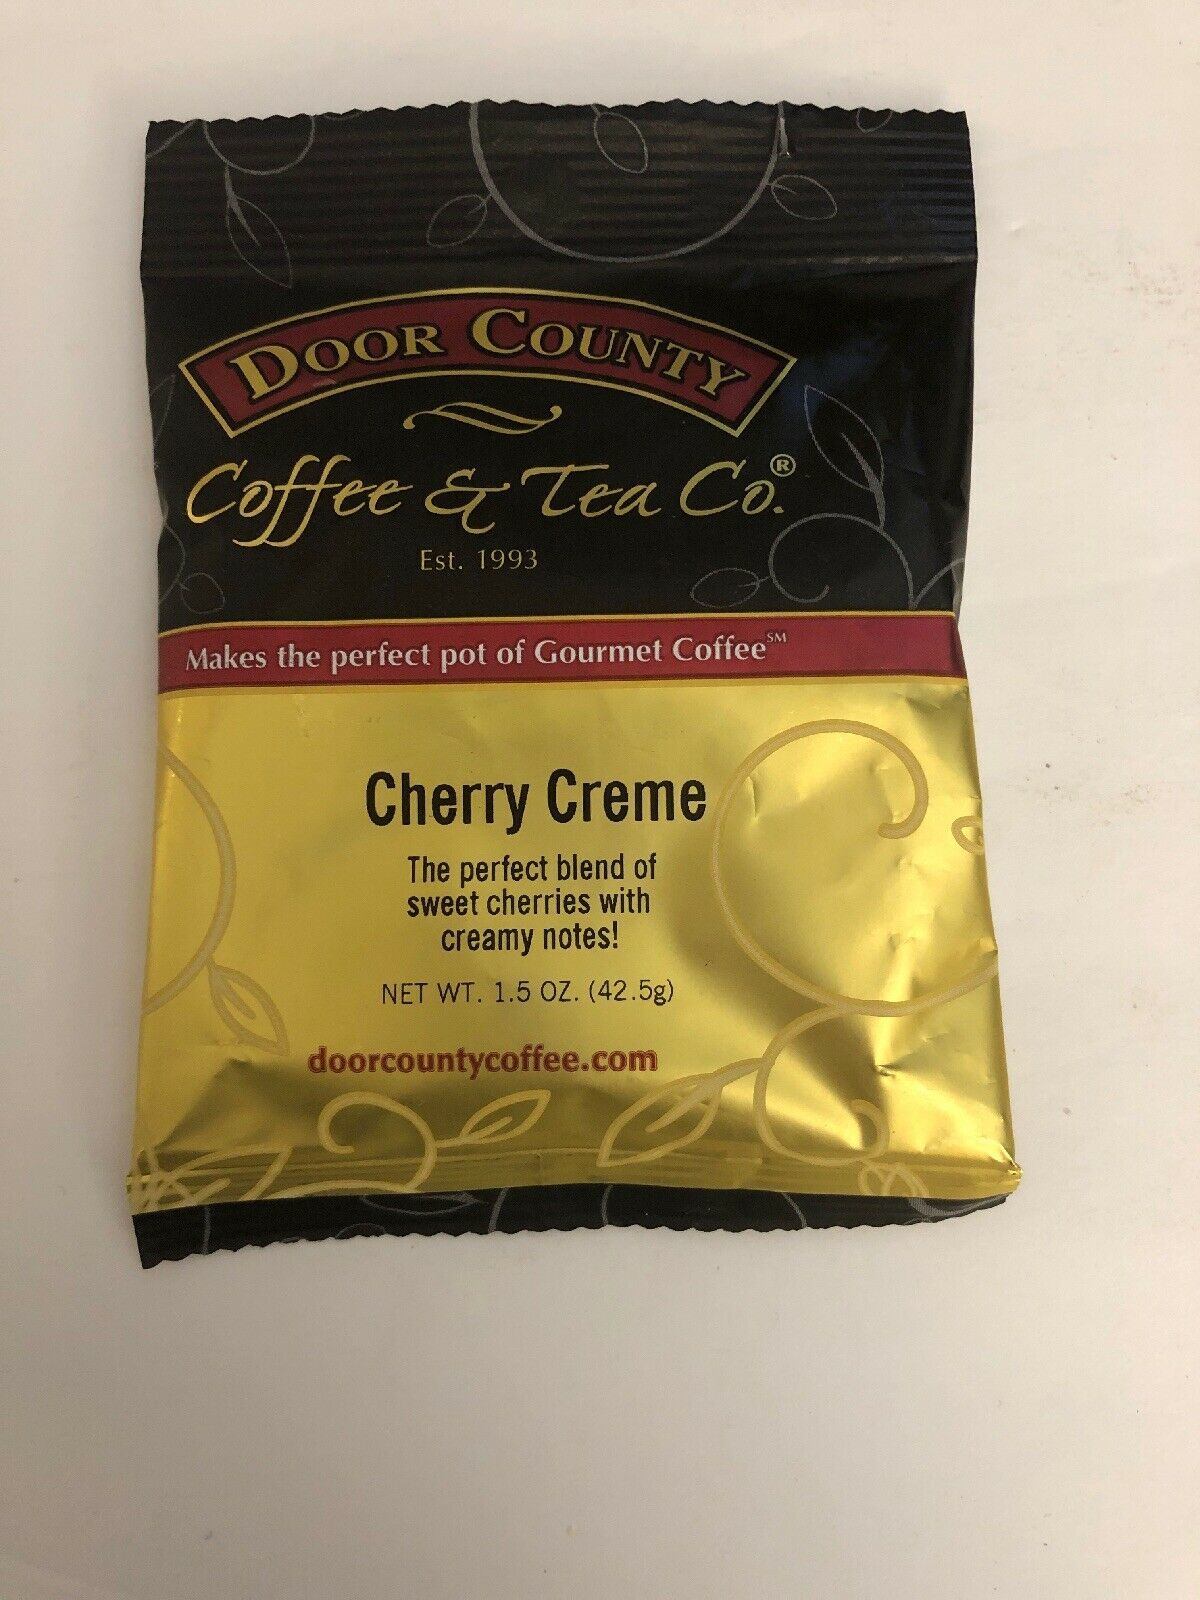 DOOR COUNTY
Coffee & Tea Co.®
Est. 1993
Makes the perfect pot of Gourmet Coffee℠
Cherry Creme
The perfect blend of
sweet cherries with
creamy notes!
NET WT. 1.5 OZ. (42.5g)
doorcountycoffee.com